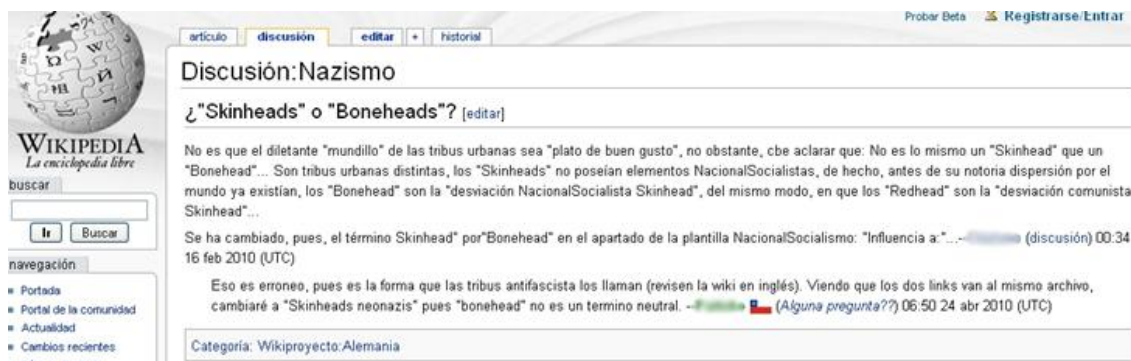 Probar Beta Registrarse/Entrar
artículo discusión editar + historial
Discusión:Nazismo
¿"Skinheads" o "Boneheads"? [editar]
WIKIPEDIA
La enciclopedia libre
buscar
Ir Buscar
navegación
Portada
Portal de la comunidad
Actualidad
Cambios recientes
No es que el diletante "mundillo" de las tribus urbanas sea "plato de buen gusto", no obstante, cbe aclarar que: No es lo mismo un "Skinhead" que un
"Bonehead"... Son tribus urbanas distintas, los "Skinheads" no poseían elementos NacionalSocialistas, de hecho, antes de su notoria dispersión por el
mundo ya existían, los "Bonehead" son la "desviación NacionalSocialista Skinhead", del mismo modo, en que los "Redhead" son la "desviación comunista
Skinhead"...
Se ha cambiado, pues, el término Skinhead" por"Bonehead" en el apartado de la plantilla NacionalSocialismo: "Influencia a:"...-- (discusión) 00:34
16 feb 2010 (UTC)
Eso es erroneo, pues es la forma que las tribus antifascista los llaman (revisen la wiki en inglés). Viendo que los dos links van al mismo archivo,
cambiaré a "Skinheads neonazis" pues "bonehead" no es un termino neutral. -- (Alguna pregunta??) 06:50 24 abr 2010 (UTC)
Categoría: Wikiproyecto:Alemania